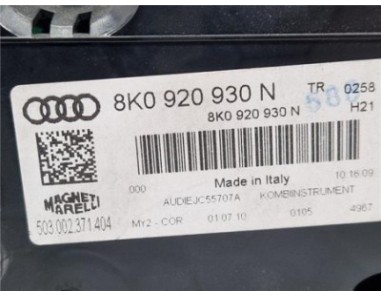 8K0 920 930 N
TR 0258
8K0 920 930 N
H21
Made in Italy
10:16:09
000
AUDIEJC55707A
KOMBIINSTRUMENT
MAGNETI
MARELLI
503.002.371.404
MY2 - COR
01.07.10
0105
4967